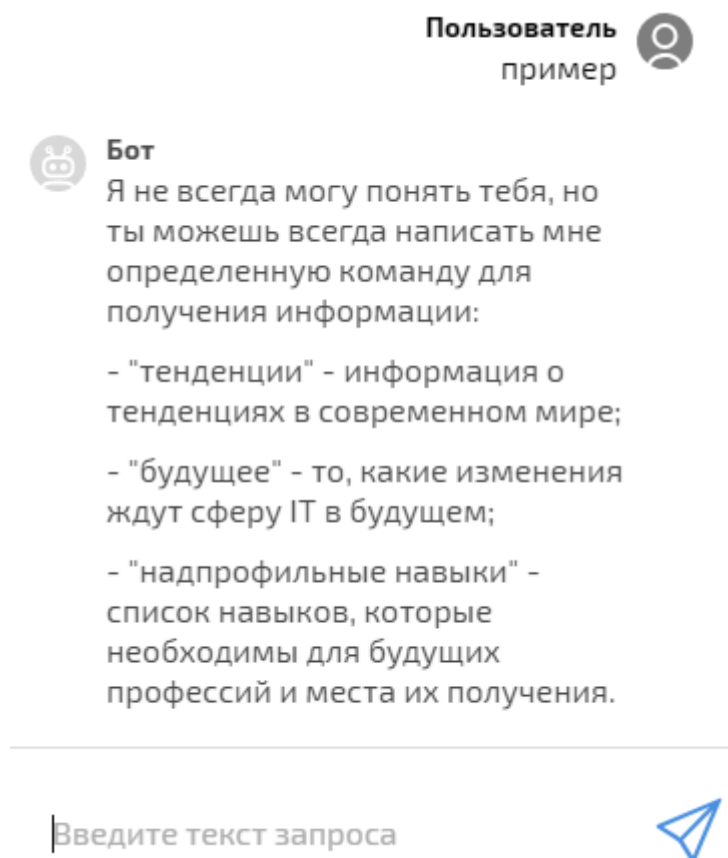 Пользователь
пример
Бот
Я не всегда могу понять тебя, но
ты можешь всегда написать мне
определенную команду для
получения информации:
- "тенденции" - информация о
тенденциях в современном мире;
- "будущее" - то, какие изменения
ждут сферу IT в будущем;
- "надпрофильные навыки" -
список навыков, которые
необходимы для будущих
профессий и места их получения.
Введите текст запроса